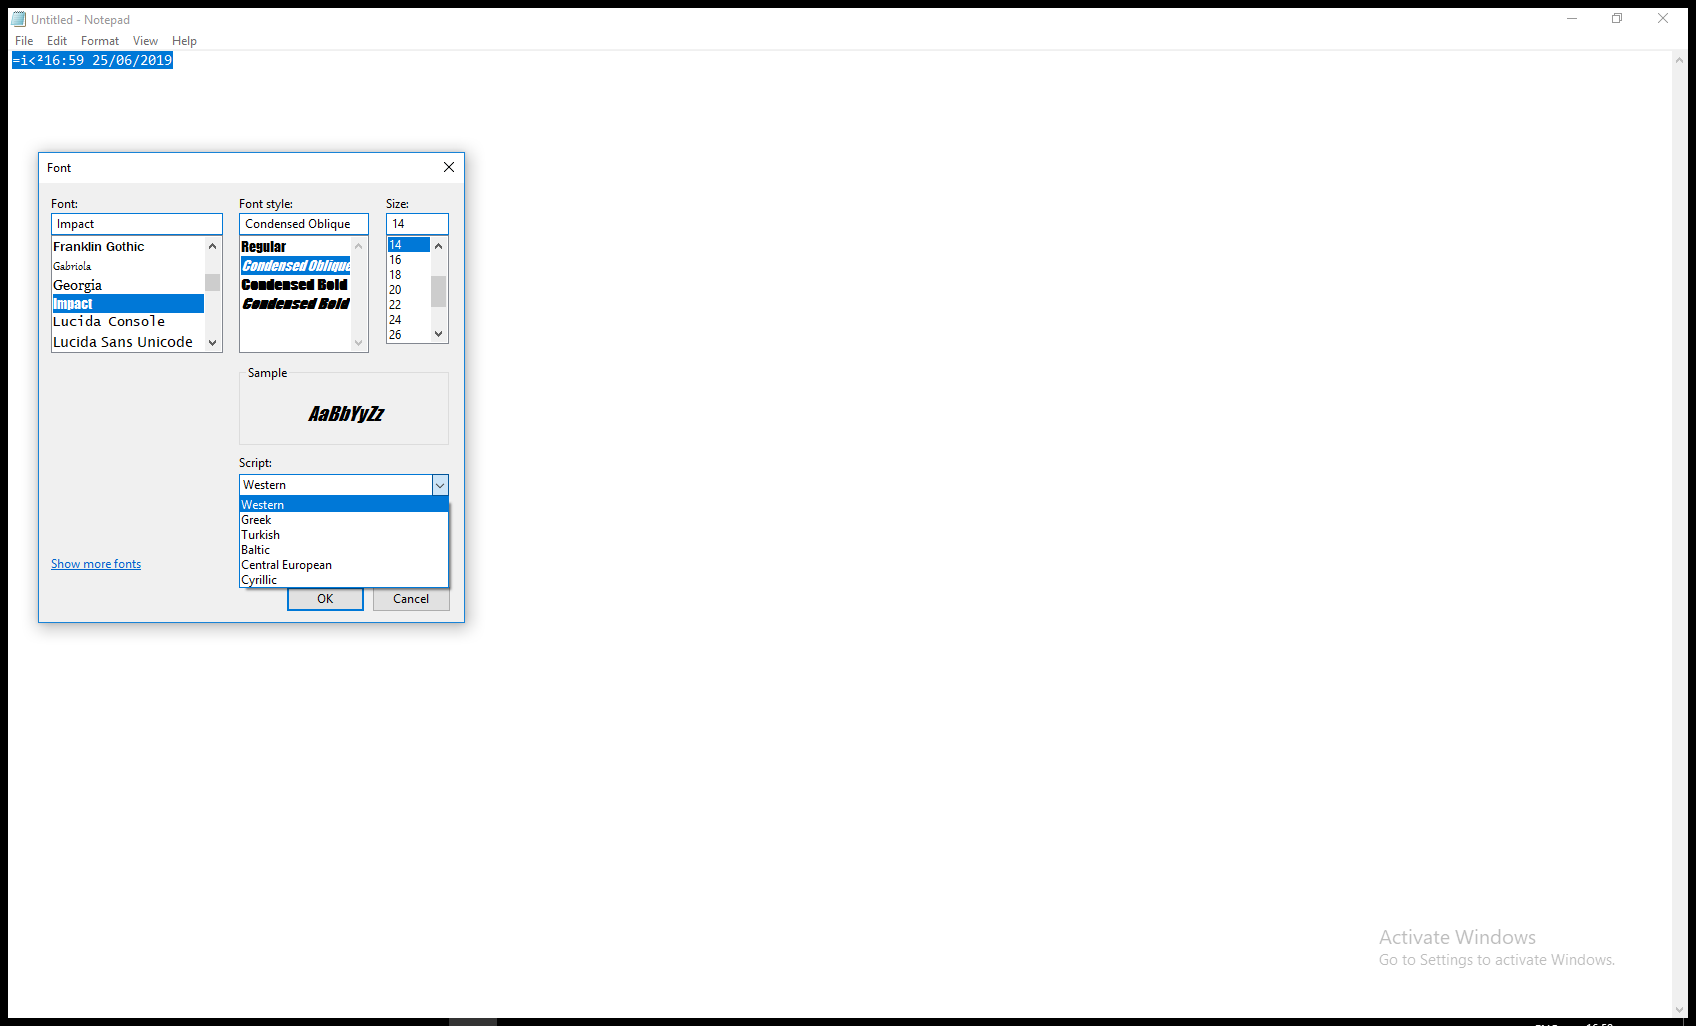 Untitled - Notepad
File Edit Format View Help
=i<²16:59 25/06/2019
Font
Font: Font style: Size:
Impact Condensed Oblique 14
Franklin Gothic
Gabriola
Georgia
Impact
Lucida Console
Lucida Sans Unicode
Regular
Condensed Oblique
Condensed Bold
Condensed Bold
14
16
18
20
22
24
26
Sample
AaBbYyZz
Script:
Western
Western
Greek
Turkish
Baltic
Central European
Cyrillic
Show more fonts
OK Cancel
Activate Windows
Go to Settings to activate Windows.